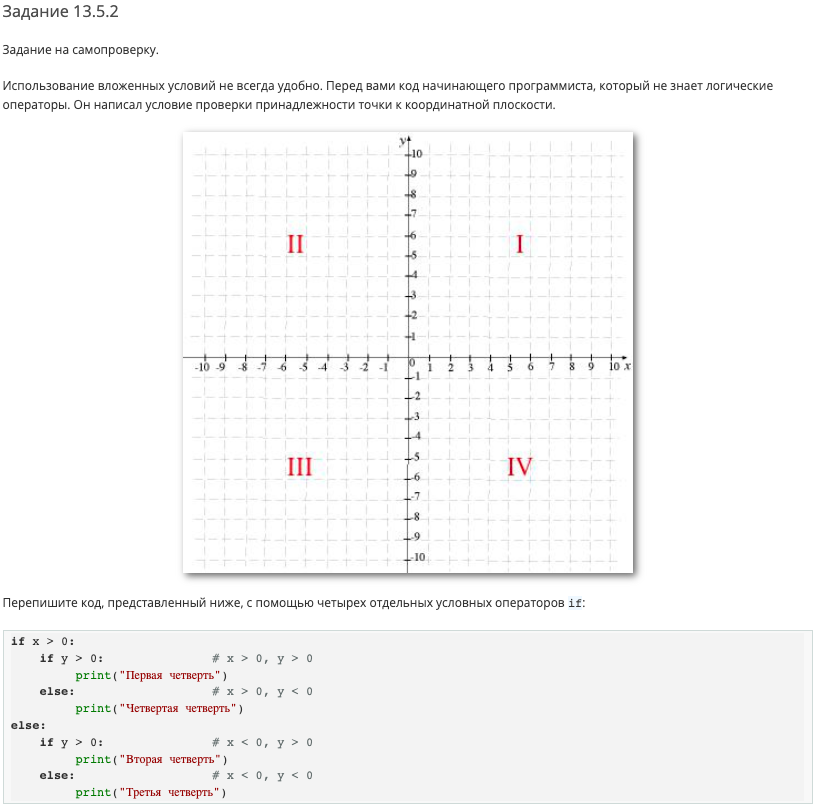 Задание 13.5.2
Задание на самопроверку.
Использование вложенных условий не всегда удобно. Перед вами код начинающего программиста, который не знает логические
операторы. Он написал условие проверки принадлежности точки к координатной плоскости.
y
10
9
8
7
II
6
I
5
4
3
2
1
-10 -9 -8 -7 -6 -5 -4 -3 -2 -1 0 1 2 3 4 5 6 7 8 9 10 x
-1
-2
-3
-4
III
-5
IV
-6
-7
-8
-9
-10
Перепишите код, представленный ниже, с помощью четырех отдельных условных операторов if:
if x > 0:
    if y > 0:             # x > 0, y > 0
        print("Первая четверть")
    else:                 # x > 0, y < 0
        print("Четвертая четверть")
else:
    if y > 0:             # x < 0, y > 0
        print("Вторая четверть")
    else:                 # x < 0, y < 0
        print("Третья четверть")